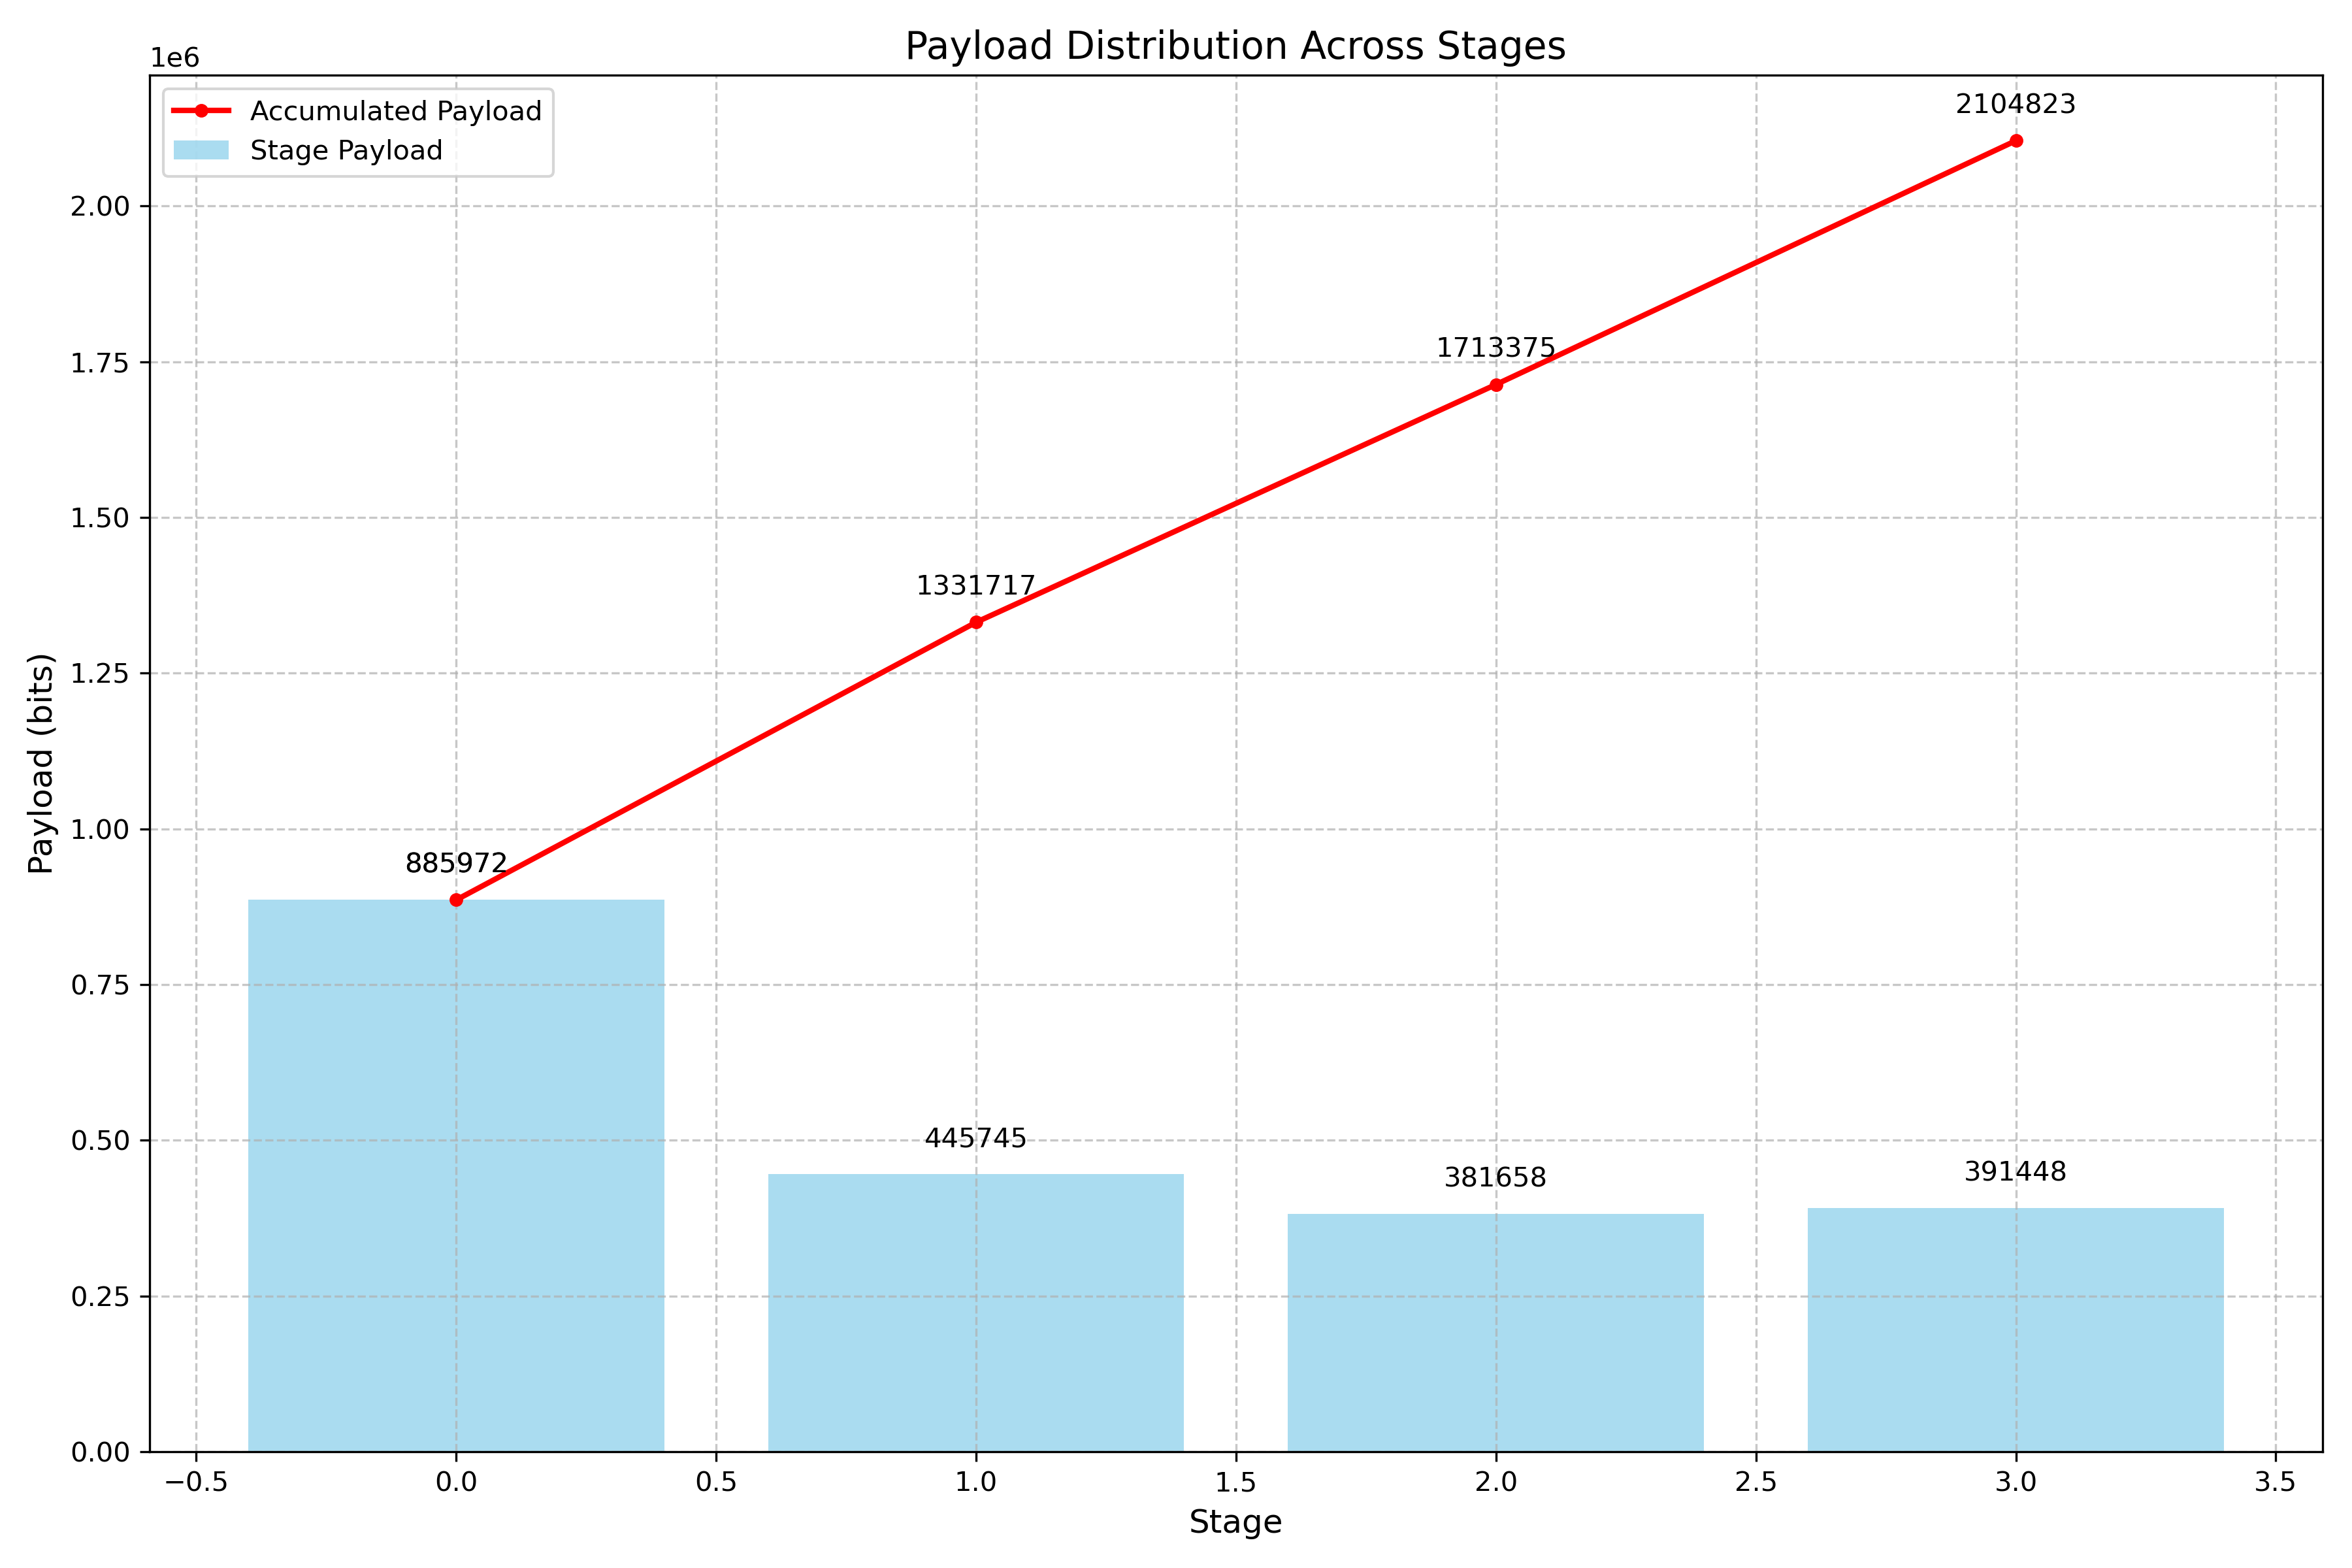 Payload Distribution Across Stages
1e6
Accumulated Payload
Stage Payload
2104823
2.00
1713375
1.75
1.50
1331717
1.25
Payload (bits)
1.00
885972
0.75
0.50
445745
381658
391448
0.25
0.00
−0.5 0.0 0.5 1.0 1.5 2.0 2.5 3.0 3.5
Stage